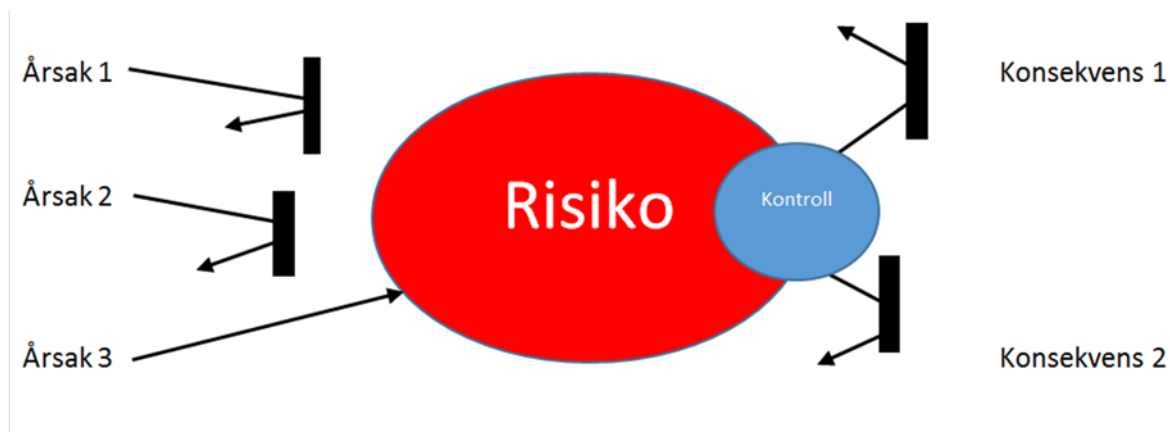 Årsak 1
Årsak 2
Årsak 3
Risiko
Kontroll
Konsekvens 1
Konsekvens 2